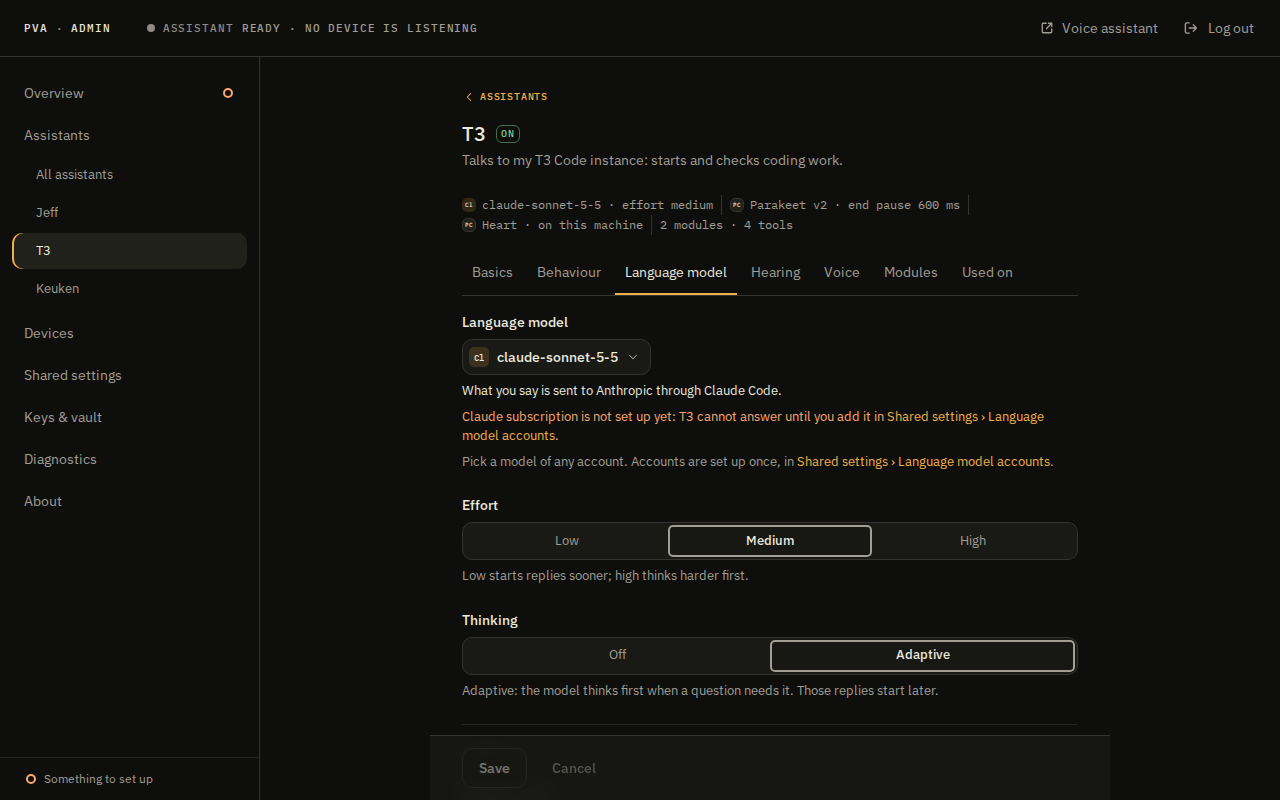 PVA · ADMIN
ASSISTANT READY · NO DEVICE IS LISTENING
Voice assistant
Log out
Overview
Assistants
All assistants
Jeff
T3
Keuken
Devices
Shared settings
Keys & vault
Diagnostics
About
Something to set up
ASSISTANTS
T3 ON
Talks to my T3 Code instance: starts and checks coding work.
Cl claude-sonnet-5-5 · effort medium PC Parakeet v2 · end pause 600 ms
PC Heart · on this machine 2 modules · 4 tools
Basics Behaviour Language model Hearing Voice Modules Used on
Language model
Cl claude-sonnet-5-5
What you say is sent to Anthropic through Claude Code.
Claude subscription is not set up yet: T3 cannot answer until you add it in Shared settings › Language
model accounts.
Pick a model of any account. Accounts are set up once, in Shared settings › Language model accounts.
Effort
Low Medium High
Low starts replies sooner; high thinks harder first.
Thinking
Off Adaptive
Adaptive: the model thinks first when a question needs it. Those replies start later.
Save Cancel